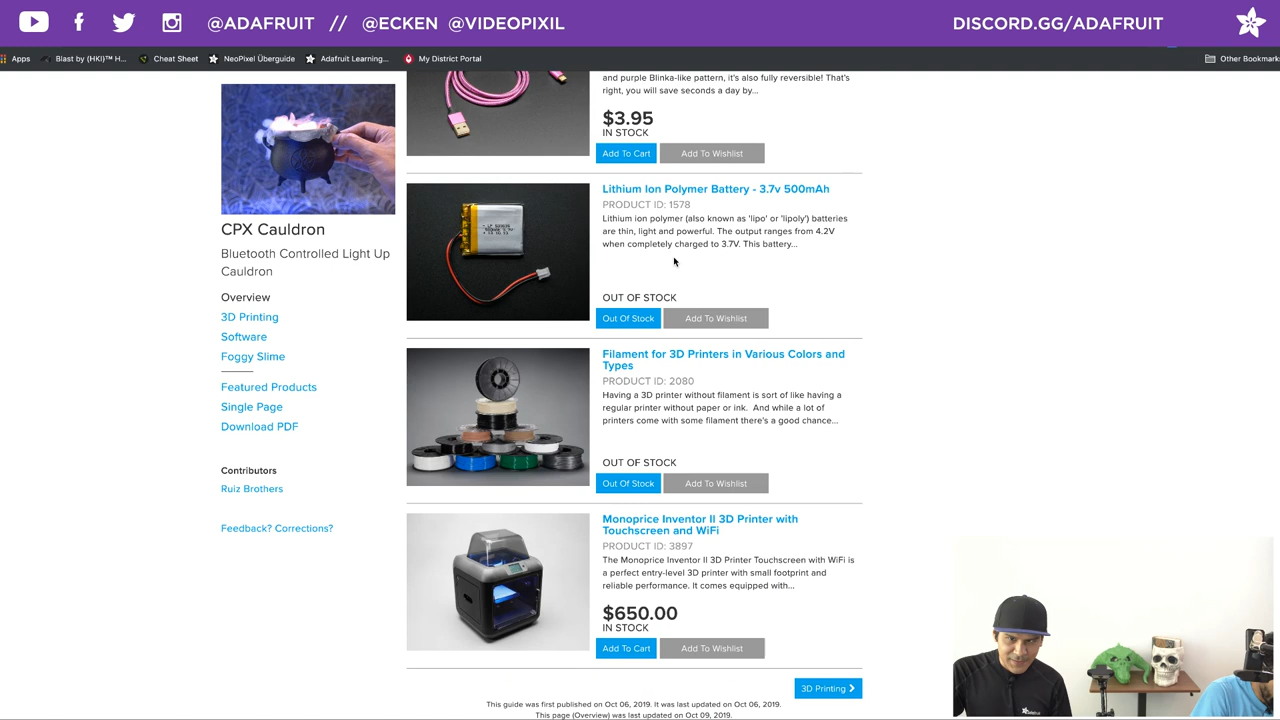 @ADAFRUIT // @ECKEN @VIDEOPIXIL
DISCORD.GG/ADAFRUIT
Apps
Blast by (HKI)™ H...
Cheat Sheet
NeoPixel Überguide
Adafruit Learning...
My District Portal
Other Bookmark
CPX Cauldron
Bluetooth Controlled Light Up
Cauldron
Overview
3D Printing
Software
Foggy Slime
Featured Products
Single Page
Download PDF
Contributors
Ruiz Brothers
Feedback? Corrections?
and purple Blinka-like pattern, it's also fully reversible! That's
right, you will save seconds a day by...
$3.95
IN STOCK
Add To Cart
Add To Wishlist
Lithium Ion Polymer Battery - 3.7v 500mAh
PRODUCT ID: 1578
Lithium ion polymer (also known as 'lipo' or 'lipoly') batteries
are thin, light and powerful. The output ranges from 4.2V
when completely charged to 3.7V. This battery...
OUT OF STOCK
Out Of Stock
Add To Wishlist
Filament for 3D Printers in Various Colors and
Types
PRODUCT ID: 2080
Having a 3D printer without filament is sort of like having a
regular printer without paper or ink.  And while a lot of
printers come with some filament there's a good chance...
OUT OF STOCK
Out Of Stock
Add To Wishlist
Monoprice Inventor II 3D Printer with
Touchscreen and WiFi
PRODUCT ID: 3897
The Monoprice Inventor II 3D Printer Touchscreen with WiFi is
a perfect entry-level 3D printer with small footprint and
reliable performance. It comes equipped with...
$650.00
IN STOCK
Add To Cart
Add To Wishlist
3D Printing
This guide was first published on Oct 06, 2019. It was last updated on Oct 06, 2019.
This page (Overview) was last updated on Oct 09, 2019.